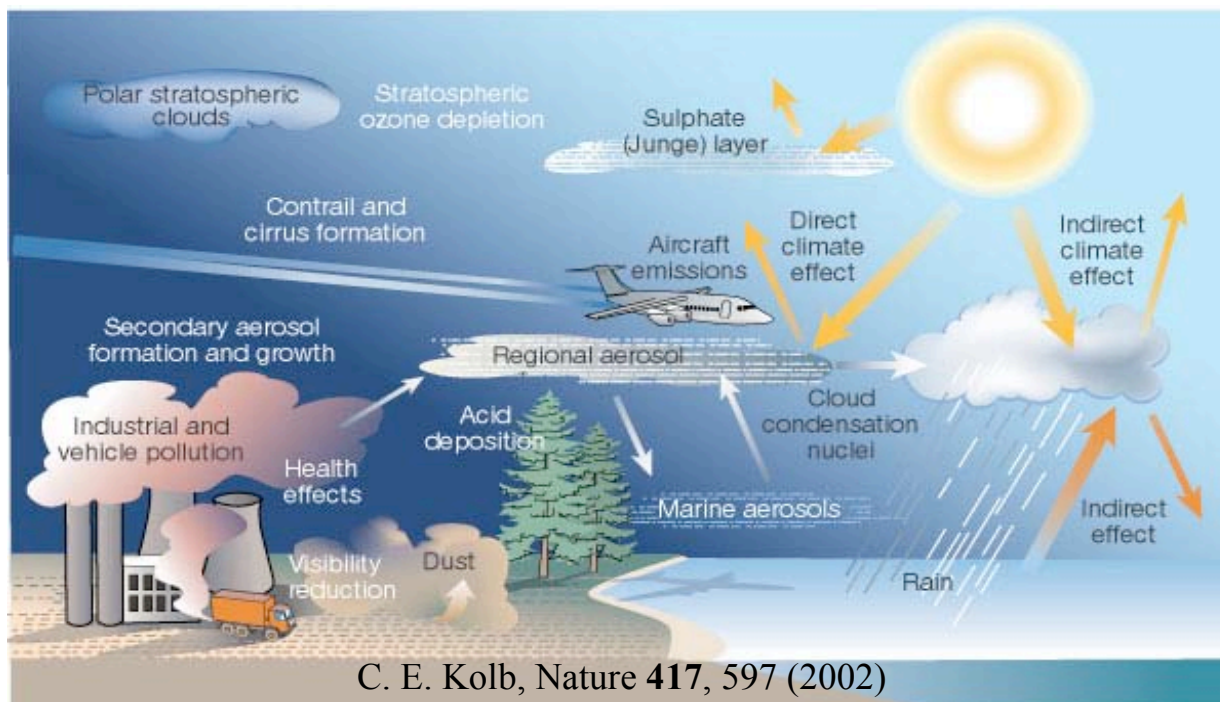 Polar stratospheric
clouds
Stratospheric
ozone depletion
Sulphate
(Junge) layer
Contrail and
cirrus formation
Aircraft
emissions
Direct
climate
effect
Indirect
climate
effect
Secondary aerosol
formation and growth
Regional aerosol
Industrial and
vehicle pollution
Acid
deposition
Cloud
condensation
nuclei
Health
effects
Marine aerosols
Indirect
effect
Visibility
reduction
Dust
Rain
C. E. Kolb, Nature 417, 597 (2002)